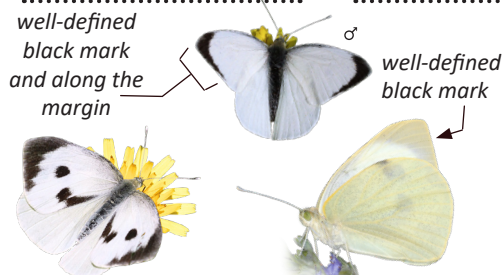 well-defined
black mark
and along the
margin
♂
well-defined
black mark